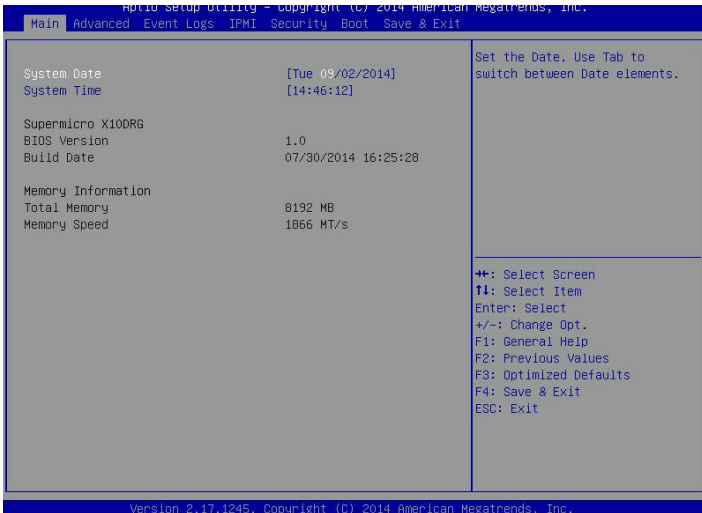 Aptio Setup Utility – Copyright (C) 2014 American Megatrends, Inc.
Main Advanced Event Logs IPMI Security Boot Save & Exit
System Date [Tue 09/02/2014]
System Time [14:46:12]
Supermicro X10DRG
BIOS Version 1.0
Build Date 07/30/2014 16:25:28
Memory Information
Total Memory 8192 MB
Memory Speed 1866 MT/s
Set the Date. Use Tab to
switch between Date elements.
→←: Select Screen
↑↓: Select Item
Enter: Select
+/-: Change Opt.
F1: General Help
F2: Previous Values
F3: Optimized Defaults
F4: Save & Exit
ESC: Exit
Version 2.17.1245. Copyright (C) 2014 American Megatrends, Inc.